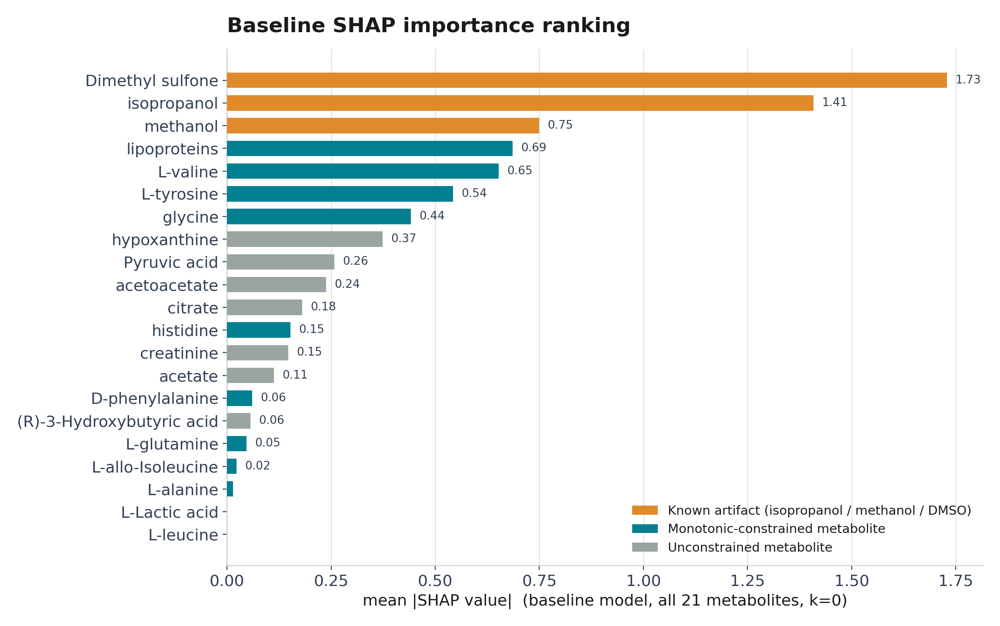 Baseline SHAP importance ranking
Dimethyl sulfone 1.73
isopropanol 1.41
methanol 0.75
lipoproteins 0.69
L-valine 0.65
L-tyrosine 0.54
glycine 0.44
hypoxanthine 0.37
Pyruvic acid 0.26
acetoacetate 0.24
citrate 0.18
histidine 0.15
creatinine 0.15
acetate 0.11
D-phenylalanine 0.06
(R)-3-Hydroxybutyric acid 0.06
L-glutamine 0.05
L-allo-Isoleucine 0.02
L-alanine
L-Lactic acid
L-leucine
Known artifact (isopropanol / methanol / DMSO)
Monotonic-constrained metabolite
Unconstrained metabolite
0.00 0.25 0.50 0.75 1.00 1.25 1.50 1.75
mean |SHAP value| (baseline model, all 21 metabolites, k=0)